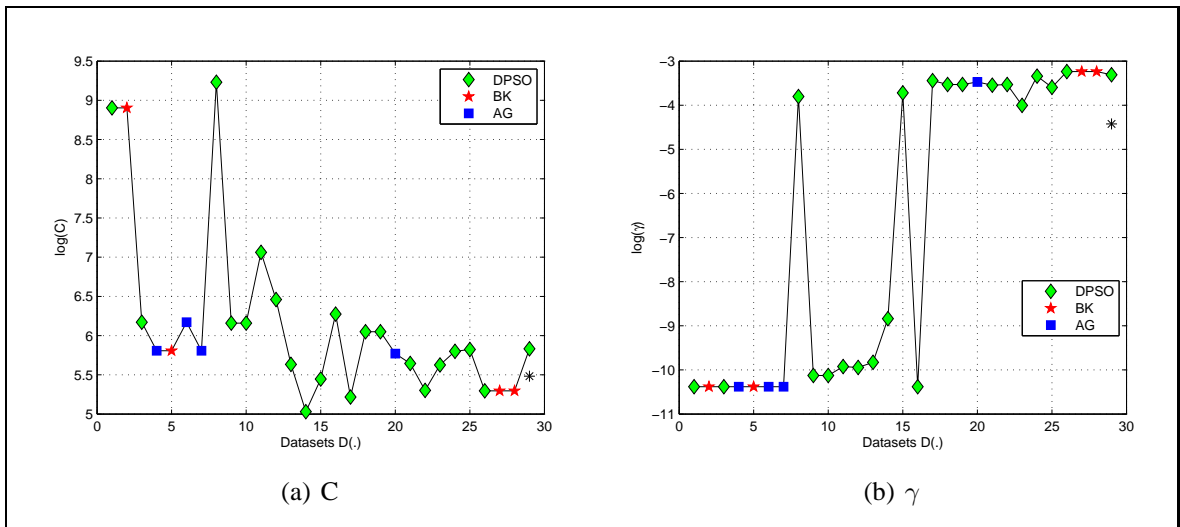 9.5
9
8.5
8
7.5
7
6.5
6
5.5
5
0 5 10 15 20 25 30
log(C)
Datasets D(.)
DPSO
BK
AG
(a) C
−3
−4
−5
−6
−7
−8
−9
−10
−11
0 5 10 15 20 25 30
log(γ)
Datasets D(.)
DPSO
BK
AG
(b) γ